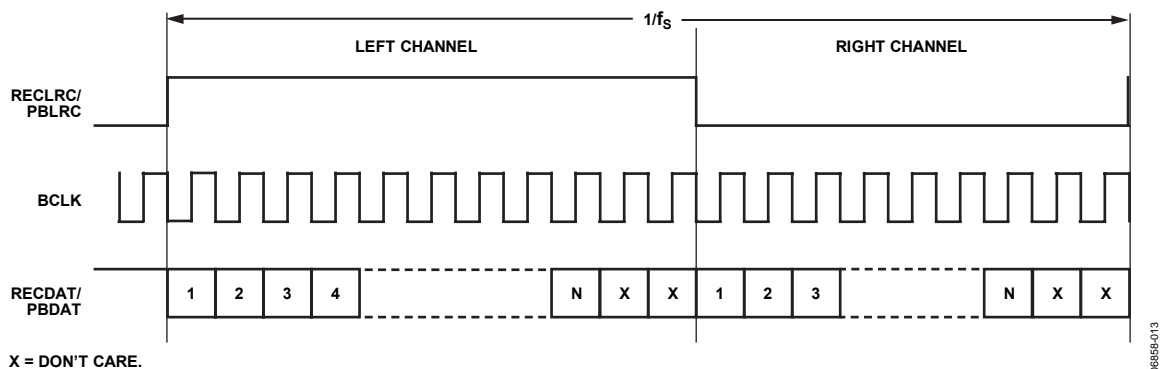 1/fS
LEFT CHANNEL RIGHT CHANNEL
RECLRC/
PBLRC
BCLK
RECDAT/
PBDAT
1 2 3 4 N X X 1 2 3 N X X
X = DON'T CARE.
06858-013